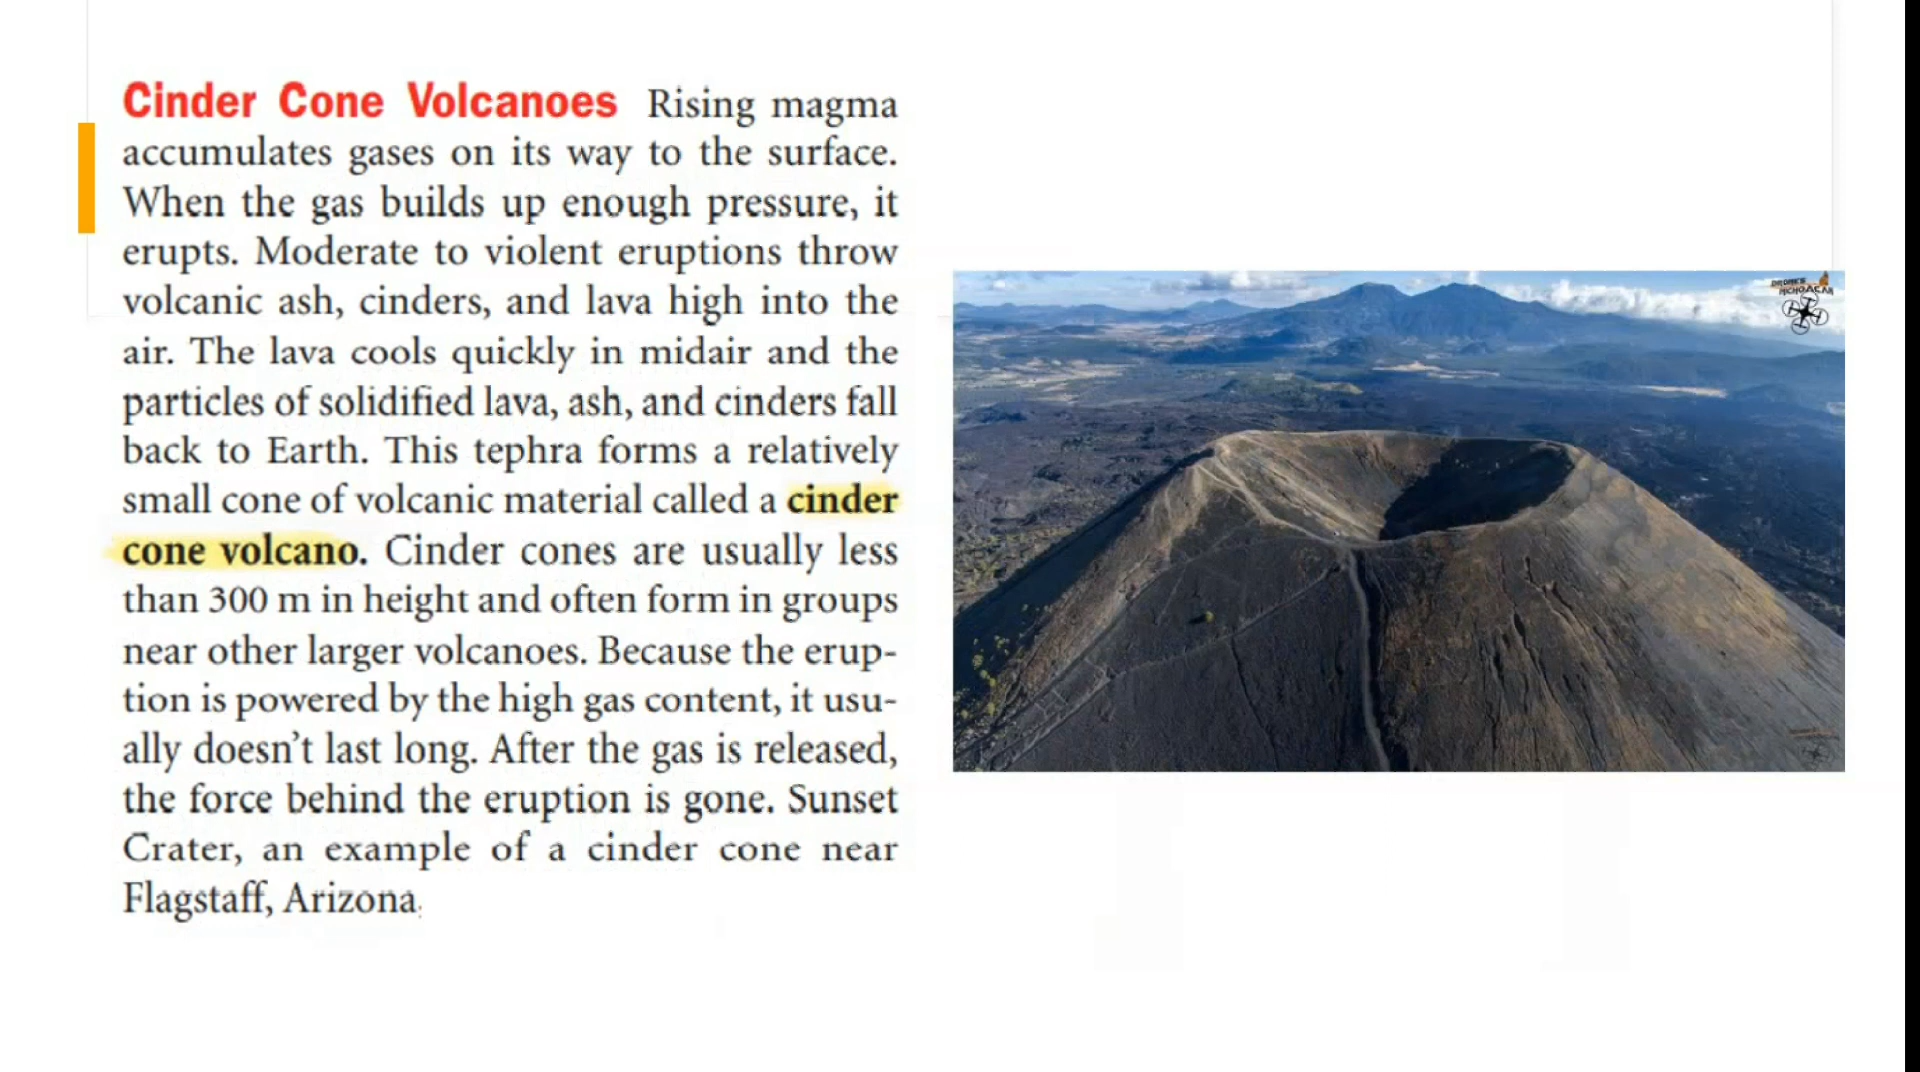 Cinder Cone Volcanoes Rising magma
accumulates gases on its way to the surface.
When the gas builds up enough pressure, it
erupts. Moderate to violent eruptions throw
volcanic ash, cinders, and lava high into the
air. The lava cools quickly in midair and the
particles of solidified lava, ash, and cinders fall
back to Earth. This tephra forms a relatively
small cone of volcanic material called a cinder
cone volcano. Cinder cones are usually less
than 300 m in height and often form in groups
near other larger volcanoes. Because the erup-
tion is powered by the high gas content, it usu-
ally doesn't last long. After the gas is released,
the force behind the eruption is gone. Sunset
Crater, an example of a cinder cone near
Flagstaff, Arizona
DRONES
MICHOACAN